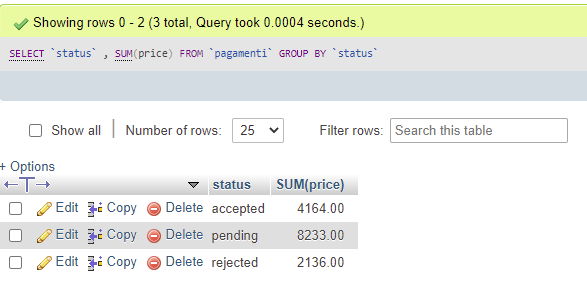 Showing rows 0 - 2 (3 total, Query took 0.0004 seconds.)
SELECT `status` , SUM(price) FROM `pagamenti` GROUP BY `status`
Show all | Number of rows: 25 Filter rows: Search this table
+ Options
←T→ status SUM(price)
Edit Copy Delete accepted 4164.00
Edit Copy Delete pending 8233.00
Edit Copy Delete rejected 2136.00